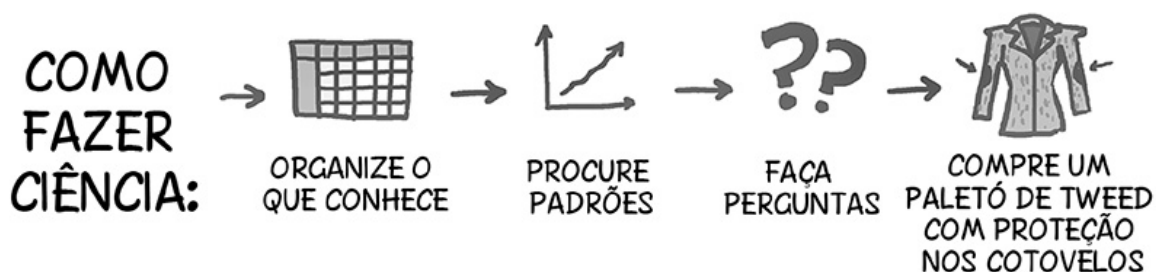 COMO
FAZER
CIÊNCIA:
ORGANIZE O
QUE CONHECE
PROCURE
PADRÕES
??
FAÇA
PERGUNTAS
COMPRE UM
PALETÓ DE TWEED
COM PROTEÇÃO
NOS COTOVELOS